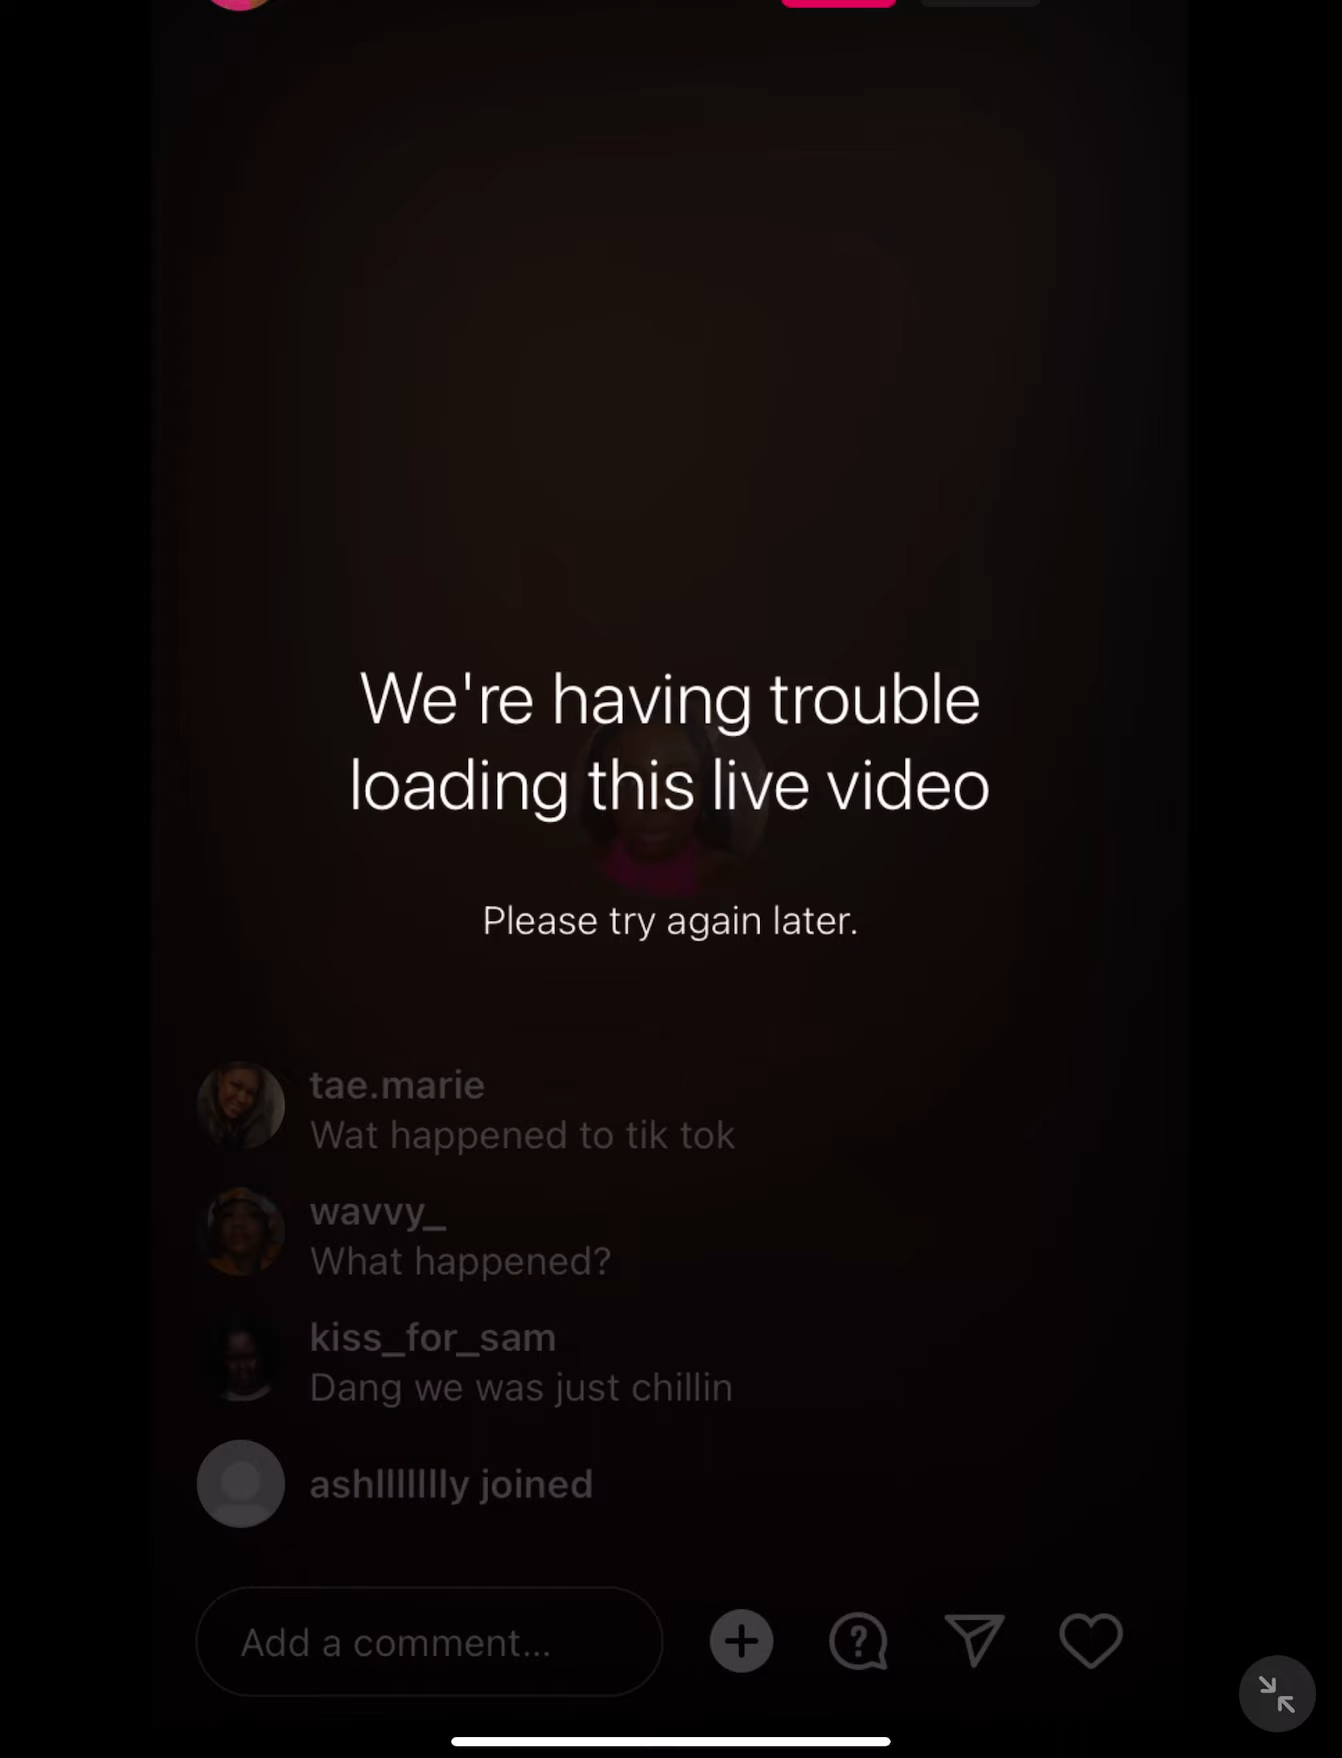 We're having trouble
loading this live video
Please try again later.
tae.marie
Wat happened to tik tok
wavvy_
What happened?
kiss_for_sam
Dang we was just chillin
ashlllllllly joined
Add a comment...